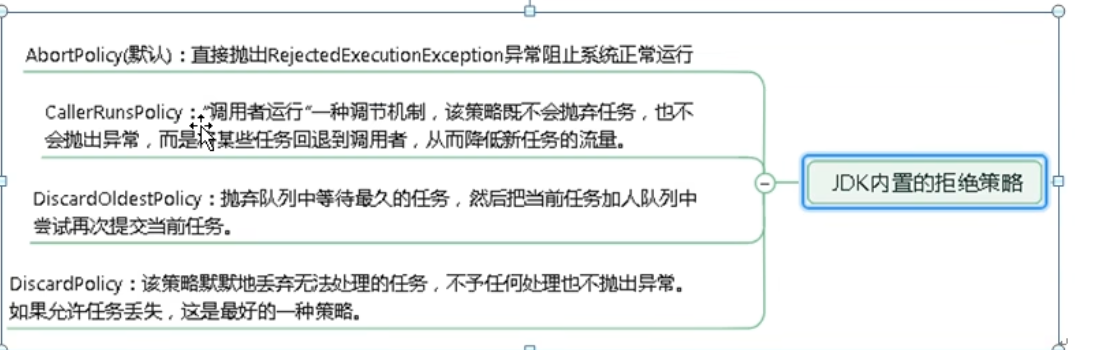 AbortPolicy(默认)：直接抛出RejectedExecutionException异常阻止系统正常运行
CallerRunsPolicy："调用者运行"一种调节机制，该策略既不会抛弃任务，也不
会抛出异常，而是将某些任务回退到调用者，从而降低新任务的流量。
DiscardOldestPolicy：抛弃队列中等待最久的任务，然后把当前任务加人队列中
尝试再次提交当前任务。
DiscardPolicy：该策略默默地丢弃无法处理的任务，不予任何处理也不抛出异常。
如果允许任务丢失，这是最好的一种策略。
JDK内置的拒绝策略